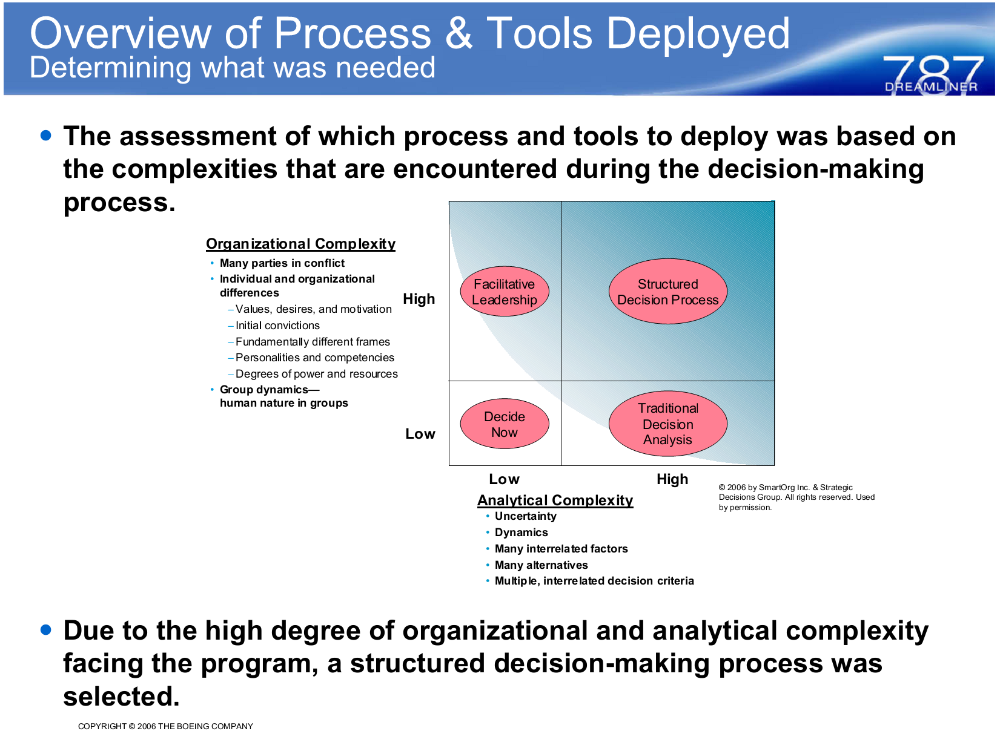 Overview of Process & Tools Deployed
Determining what was needed
787
DREAMLINER
• The assessment of which process and tools to deploy was based on
the complexities that are encountered during the decision-making
process.
Organizational Complexity
• Many parties in conflict
• Individual and organizational
differences
– Values, desires, and motivation
– Initial convictions
– Fundamentally different frames
– Personalities and competencies
– Degrees of power and resources
• Group dynamics—
human nature in groups
High
Low
Facilitative
Leadership
Structured
Decision Process
Decide
Now
Traditional
Decision
Analysis
Low
High
Analytical Complexity
• Uncertainty
• Dynamics
• Many interrelated factors
• Many alternatives
• Multiple, interrelated decision criteria
© 2006 by SmartOrg Inc. & Strategic
Decisions Group. All rights reserved. Used
by permission.
• Due to the high degree of organizational and analytical complexity
facing the program, a structured decision-making process was
selected.
COPYRIGHT © 2006 THE BOEING COMPANY